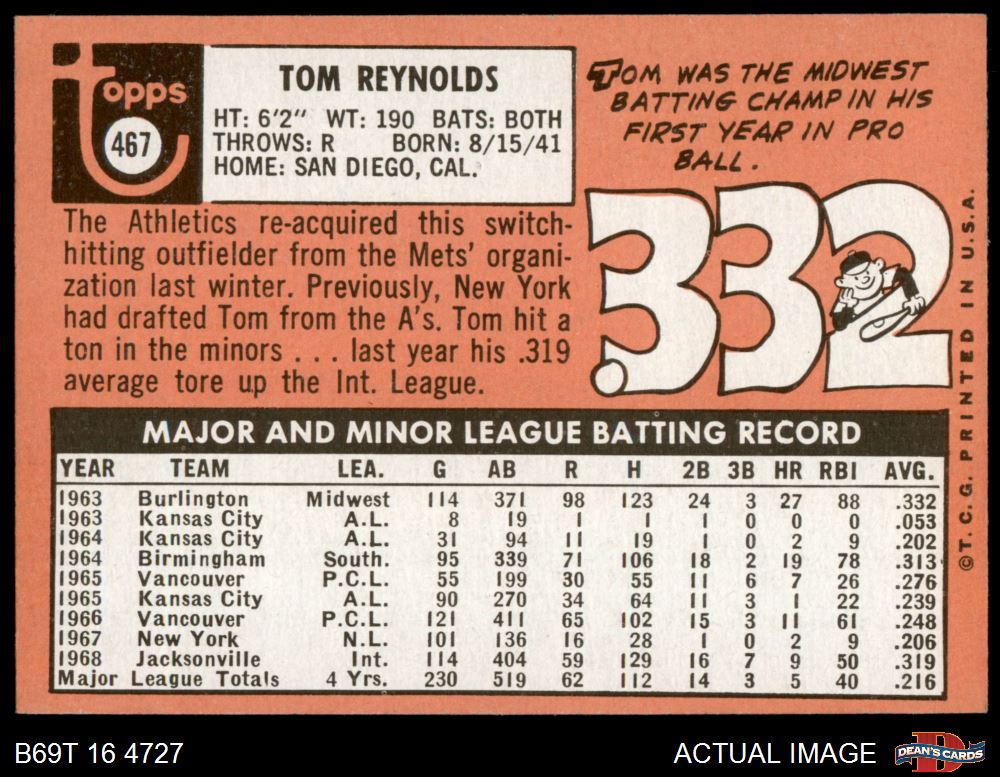 Topps
467
TOM REYNOLDS
HT: 6'2" WT: 190 BATS: BOTH
THROWS: R BORN: 8/15/41
HOME: SAN DIEGO, CAL.
The Athletics re-acquired this switch-
hitting outfielder from the Mets' organi-
zation last winter. Previously, New York
had drafted Tom from the A's. Tom hit a
ton in the minors . . . last year his .319
average tore up the Int. League.
TOM WAS THE MIDWEST
BATTING CHAMP IN HIS
FIRST YEAR IN PRO
BALL.
.332
MAJOR AND MINOR LEAGUE BATTING RECORD
YEAR TEAM LEA. G AB R H 2B 3B HR RBI AVG.
1963 Burlington Midwest 114 371 98 123 24 3 27 88 .332
1963 Kansas City A.L. 8 19 1 1 1 0 0 0 .053
1964 Kansas City A.L. 31 94 11 19 1 0 2 9 .202
1964 Birmingham South. 95 339 71 106 18 2 19 78 .313
1965 Vancouver P.C.L. 55 199 30 55 11 6 7 26 .276
1965 Kansas City A.L. 90 270 34 64 11 3 1 22 .239
1966 Vancouver P.C.L. 121 411 65 102 15 3 11 61 .248
1967 New York N.L. 101 136 16 28 1 0 2 9 .206
1968 Jacksonville Int. 114 404 59 129 16 7 9 50 .319
Major League Totals 4 Yrs. 230 519 62 112 14 3 5 40 .216
©T.C.G. PRINTED IN U.S.A.
B69T 16 4727
ACTUAL IMAGE
D
DEAN'S CARDS